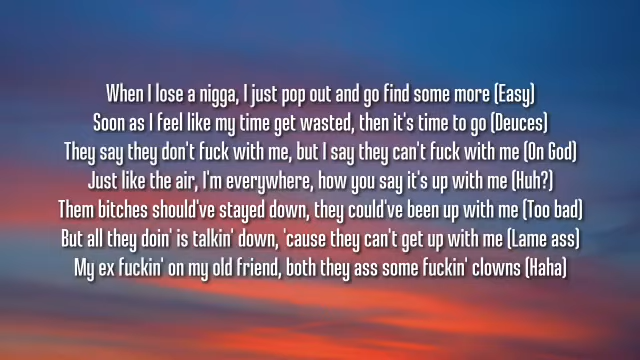 When I lose a nigga, I just pop out and go find some more (Easy)
Soon as I feel like my time get wasted, then it's time to go (Deuces)
They say they don't fuck with me, but I say they can't fuck with me (On God)
Just like the air, I'm everywhere, how you say it's up with me (Huh?)
Them bitches should've stayed down, they could've been up with me (Too bad)
But all they doin' is talkin' down, 'cause they can't get up with me (Lame ass)
My ex fuckin' on my old friend, both they ass some fuckin' clowns (Haha)